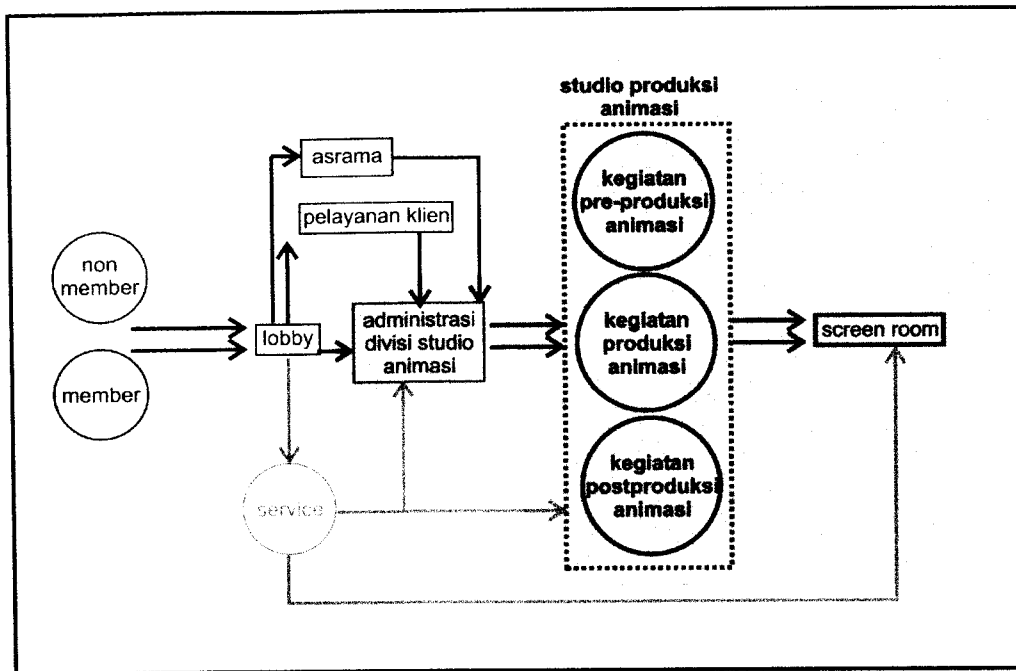 studio produksi
animasi
asrama
kegiatan
pre-produksi
animasi
pelayanan klien
non
member
lobby
administrasi
divisi studio
animasi
kegiatan
produksi
animasi
screen room
member
service
kegiatan
postproduksi
animasi